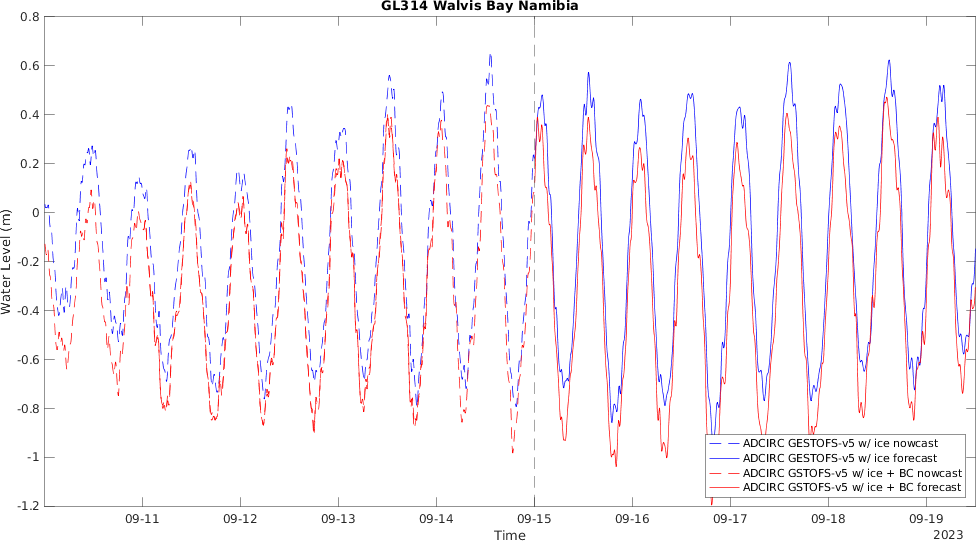 GL314 Walvis Bay Namibia
0.8
0.6
0.4
0.2
0
-0.2
-0.4
-0.6
-0.8
-1
-1.2
Water Level (m)
ADCIRC GESTOFS-v5 w/ ice nowcast
ADCIRC GESTOFS-v5 w/ ice forecast
ADCIRC GSTOFS-v5 w/ ice + BC nowcast
ADCIRC GSTOFS-v5 w/ ice + BC forecast
09-11 09-12 09-13 09-14 09-15 09-16 09-17 09-18 09-19
Time
2023